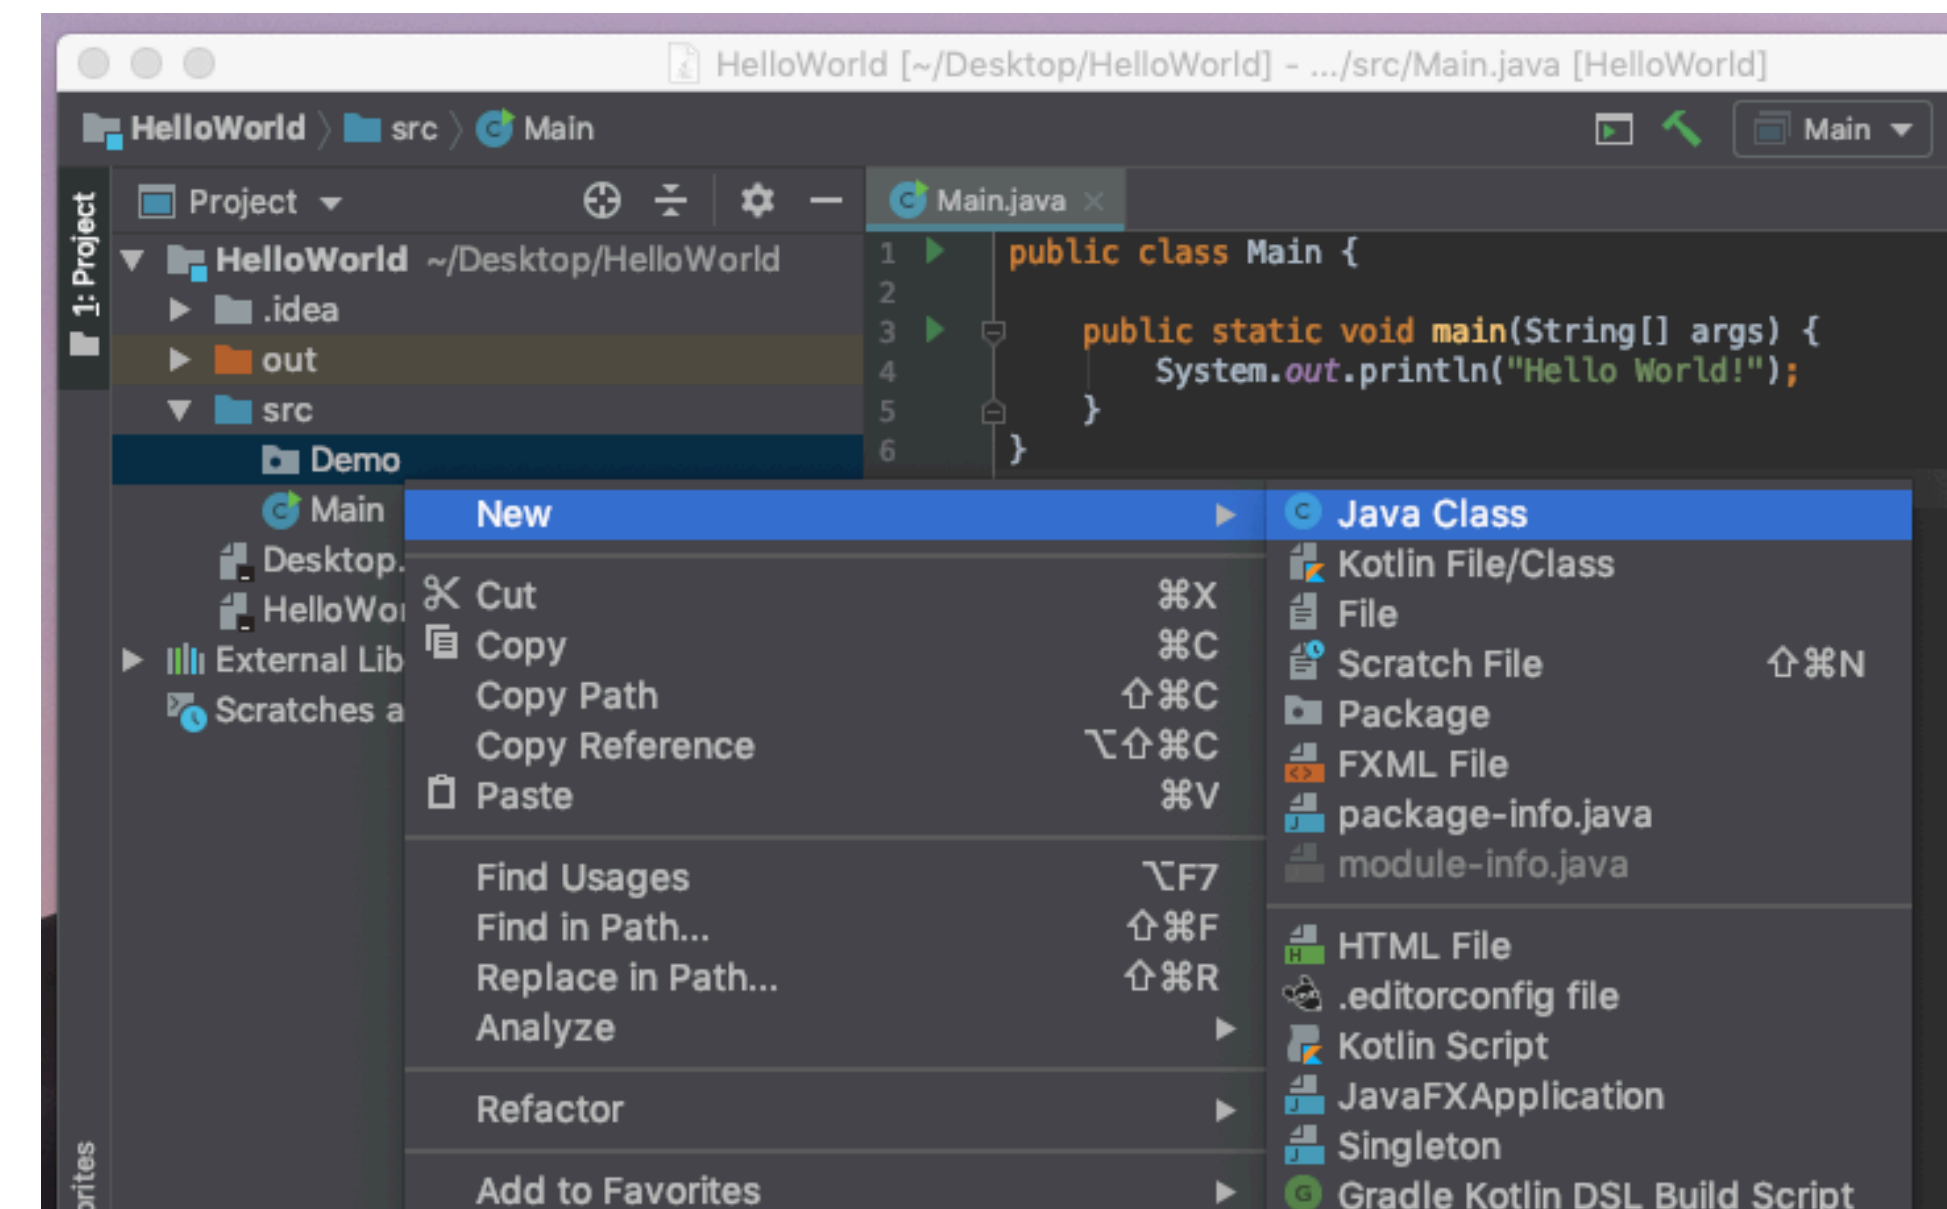 HelloWorld [~/Desktop/HelloWorld] - .../src/Main.java [HelloWorld]
HelloWorld src Main Main
1: Project
Project
HelloWorld ~/Desktop/HelloWorld
.idea
out
src
Demo
Main
Desktop.
External Lib
Scratches a
Main.java
1 public class Main {
2
3 public static void main(String[] args) {
4 System.out.println("Hello World!");
5 }
6 }
New
Cut ⌘X
Copy ⌘C
Copy Path ⇧⌘C
Copy Reference ⌥⇧⌘C
Paste ⌘V
Find Usages ⌥F7
Find in Path... ⇧⌘F
Replace in Path... ⇧⌘R
Analyze
Refactor
Add to Favorites
Java Class
Kotlin File/Class
File
Scratch File ⇧⌘N
Package
FXML File
package-info.java
module-info.java
HTML File
.editorconfig file
Kotlin Script
JavaFXApplication
Singleton
Gradle Kotlin DSL Build Script